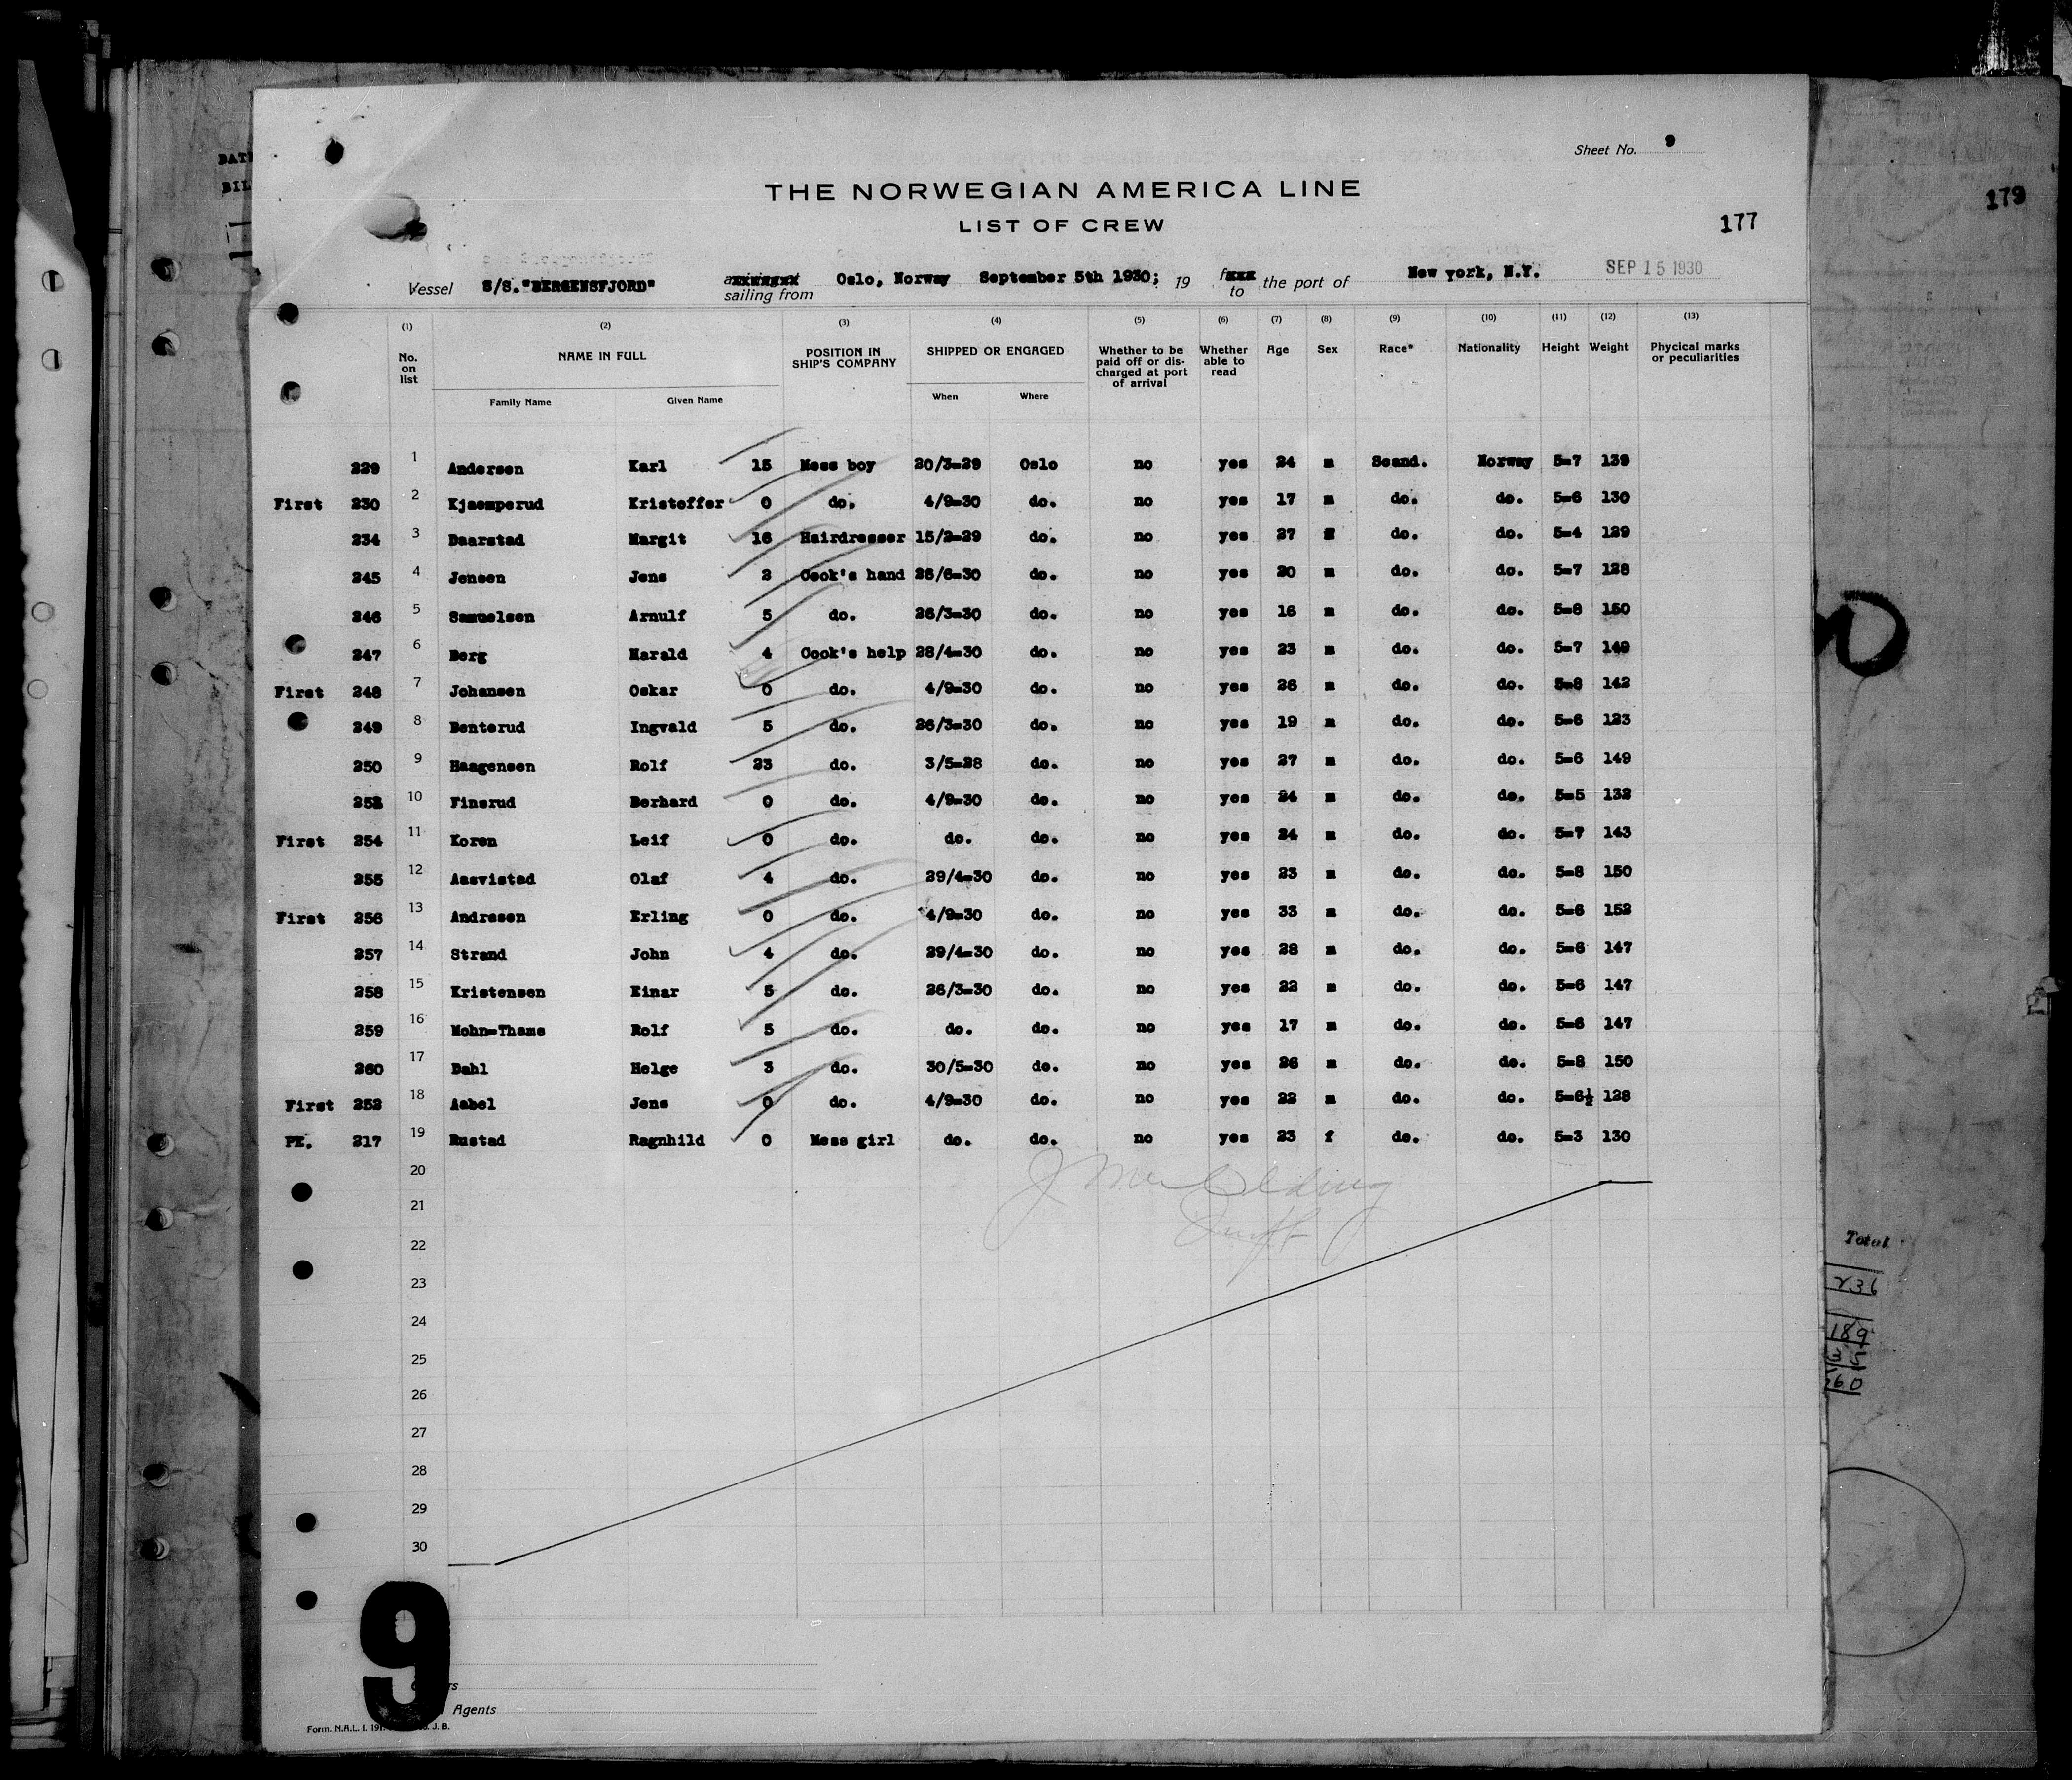 Sheet No. 9
THE NORWEGIAN AMERICA LINE
LIST OF CREW
177
179
Vessel S/S."BERGENSFJORD" sailing from Oslo, Norway September 5th 1930; 19 to the port of New York, N.Y. SEP 15 1930
(1) (2) (3) (4) (5) (6) (7) (8) (9) (10) (11) (12) (13)
No. on list NAME IN FULL POSITION IN SHIP'S COMPANY SHIPPED OR ENGAGED Whether to be paid off or discharged at port of arrival Whether able to read Age Sex Race* Nationality Height Weight Physical marks or peculiarities
Family Name Given Name When Where
229 1 Andersen Karl 15 Mess boy 20/3-29 Oslo no yes 24 m Scand. Norway 5-7 139
First 230 2 Kjaemperud Kristoffer 0 do. 4/9-30 do. no yes 17 m do. do. 5-6 130
234 3 Daarstad Margit 16 Hairdresser 15/2-29 do. no yes 27 f do. do. 5-4 129
245 4 Jensen Jens 2 Cook's hand 26/6-30 do. no yes 20 m do. do. 5-7 128
246 5 Samuelsen Arnulf 5 do. 26/3-30 do. no yes 16 m do. do. 5-8 150
247 6 Berg Harald 4 Cook's help 28/4-30 do. no yes 23 m do. do. 5-7 149
First 248 7 Johansen Oskar 0 do. 4/9-30 do. no yes 26 m do. do. 5-8 142
249 8 Benterud Ingvald 5 do. 26/3-30 do. no yes 19 m do. do. 5-6 123
250 9 Haagensen Rolf 23 do. 3/5-28 do. no yes 27 m do. do. 5-6 149
253 10 Finsrud Berhard 0 do. 4/9-30 do. no yes 24 m do. do. 5-5 132
First 254 11 Koren Leif 0 do. do. do. no yes 24 m do. do. 5-7 143
255 12 Aasvistad Olaf 4 do. 29/4-30 do. no yes 23 m do. do. 5-8 150
First 256 13 Andresen Erling 0 do. 4/9-30 do. no yes 33 m do. do. 5-6 152
257 14 Strand John 4 do. 29/4-30 do. no yes 28 m do. do. 5-6 147
258 15 Kristensen Einar 5 do. 26/3-30 do. no yes 22 m do. do. 5-6 147
259 16 Mohn-Thams Rolf 5 do. do. do. no yes 17 m do. do. 5-6 147
260 17 Dahl Helge 3 do. 30/5-30 do. no yes 26 m do. do. 5-8 150
First 252 18 Aabel Jens 0 do. 4/9-30 do. no yes 22 m do. do. 5-6½ 128
PE. 217 19 Rustad Ragnhild 0 Mess girl do. do. no yes 23 f do. do. 5-3 130
20
21
22
23
24
25
26
27
28
29
30
Total
236
189
9
Agents
Form. N.A.L. I. J. B.